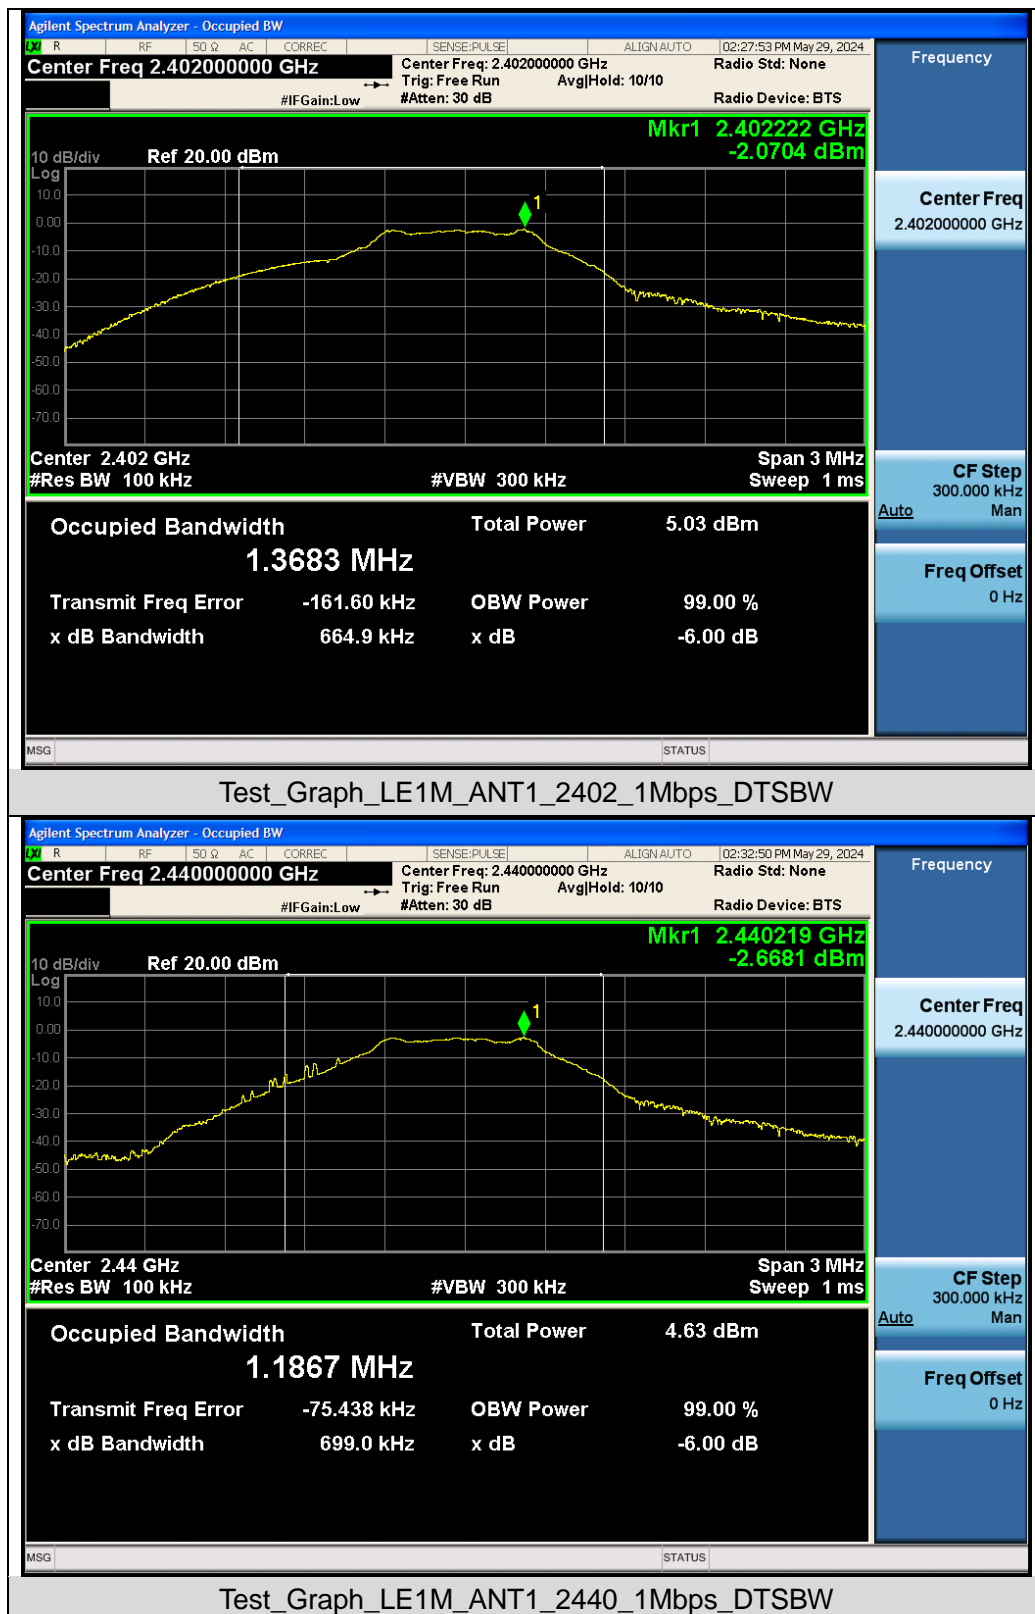 Agilent Spectrum Analyzer - Occupied BW
LXI R RF 50 Ω AC CORREC SENSE:PULSE ALIGN AUTO 02:27:53 PM May 29, 2024
Center Freq 2.402000000 GHz
Center Freq: 2.402000000 GHz
Radio Std: None
Trig: Free Run Avg|Hold: 10/10
#IFGain:Low
#Atten: 30 dB
Radio Device: BTS
Frequency
Mkr1 2.402222 GHz
-2.0704 dBm
10 dB/div Ref 20.00 dBm
Log
10.0
0.00
-10.0
-20.0
-30.0
-40.0
-50.0
-60.0
-70.0
1
Center Freq
2.402000000 GHz
Center 2.402 GHz
Span 3 MHz
#Res BW 100 kHz
#VBW 300 kHz
Sweep 1 ms
CF Step
300.000 kHz
Auto Man
Occupied Bandwidth
Total Power 5.03 dBm
1.3683 MHz
Freq Offset
0 Hz
Transmit Freq Error -161.60 kHz OBW Power 99.00 %
x dB Bandwidth 664.9 kHz x dB -6.00 dB
MSG STATUS
Test_Graph_LE1M_ANT1_2402_1Mbps_DTSBW
Agilent Spectrum Analyzer - Occupied BW
LXI R RF 50 Ω AC CORREC SENSE:PULSE ALIGN AUTO 02:32:50 PM May 29, 2024
Center Freq 2.440000000 GHz
Center Freq: 2.440000000 GHz
Radio Std: None
Trig: Free Run Avg|Hold: 10/10
#IFGain:Low
#Atten: 30 dB
Radio Device: BTS
Frequency
Mkr1 2.440219 GHz
-2.6681 dBm
10 dB/div Ref 20.00 dBm
Log
10.0
0.00
-10.0
-20.0
-30.0
-40.0
-50.0
-60.0
-70.0
1
Center Freq
2.440000000 GHz
Center 2.44 GHz
Span 3 MHz
#Res BW 100 kHz
#VBW 300 kHz
Sweep 1 ms
CF Step
300.000 kHz
Auto Man
Occupied Bandwidth
Total Power 4.63 dBm
1.1867 MHz
Freq Offset
0 Hz
Transmit Freq Error -75.438 kHz OBW Power 99.00 %
x dB Bandwidth 699.0 kHz x dB -6.00 dB
MSG STATUS
Test_Graph_LE1M_ANT1_2440_1Mbps_DTSBW